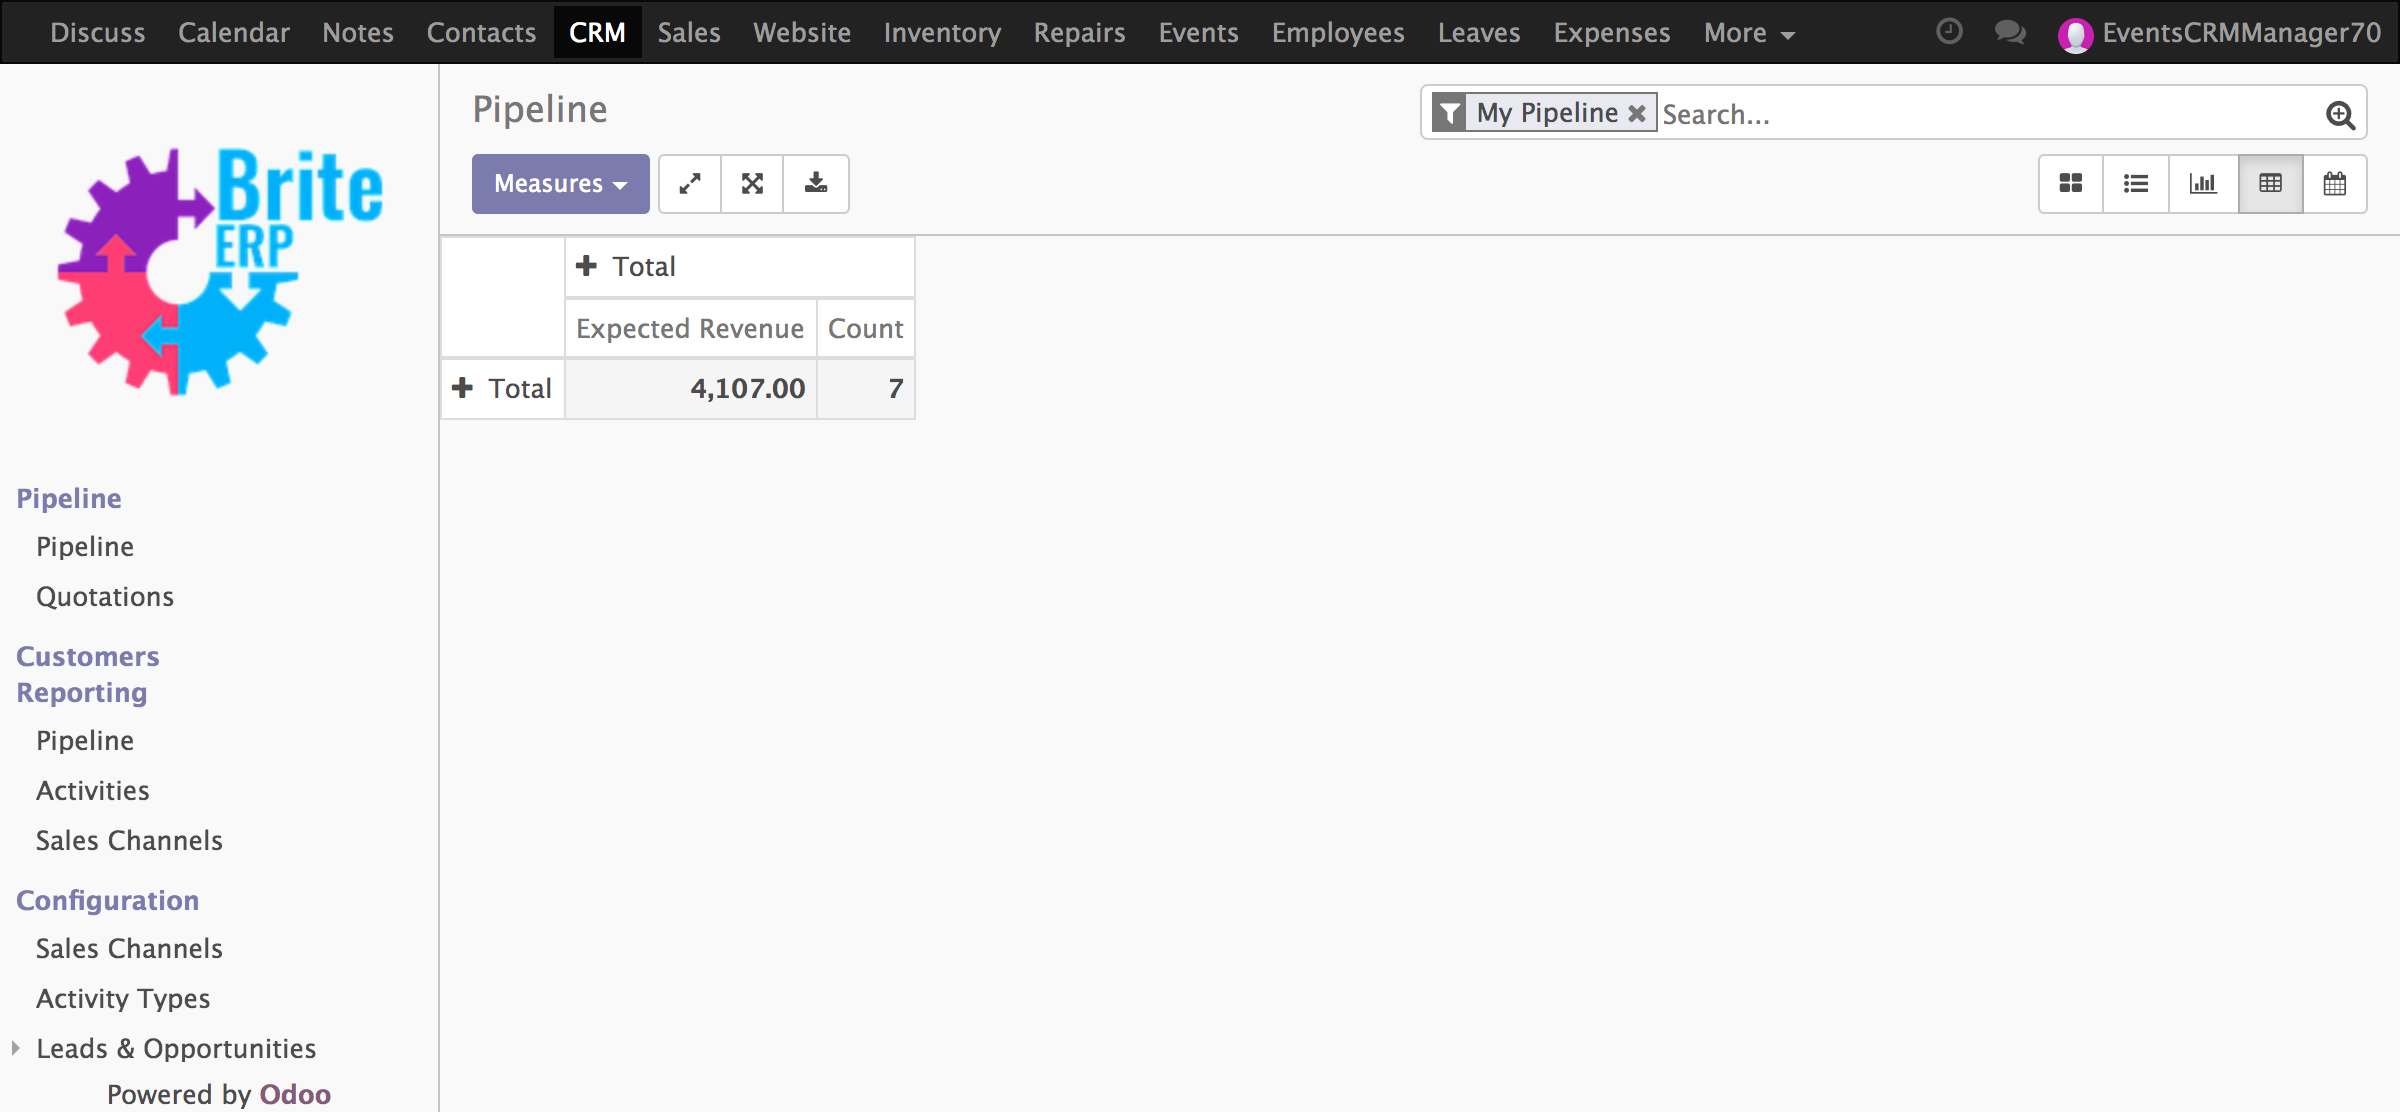 Discuss Calendar Notes Contacts CRM Sales Website Inventory Repairs Events Employees Leaves Expenses More EventsCRMManager70
Brite
ERP
Pipeline
Pipeline
Quotations
Customers
Reporting
Pipeline
Activities
Sales Channels
Configuration
Sales Channels
Activity Types
Leads & Opportunities
Powered by Odoo
Pipeline
My Pipeline Search...
Measures
Total
Expected Revenue Count
Total 4,107.00 7